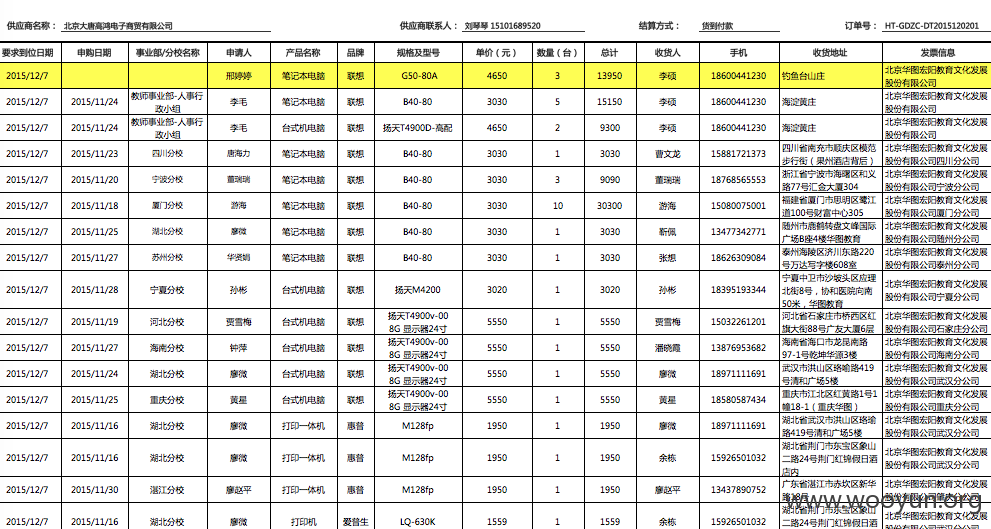 供应商名称： 北京大唐高鸿电子商贸有限公司 供应商联系人： 刘琴琴 15101689520 结算方式： 货到付款 订单号： HT-GDZC-DT2015120201
要求到位日期 申购日期 事业部/分校名称 申请人 产品名称 品牌 规格及型号 单价（元） 数量（台） 总计 收货人 手机 收货地址 发票信息
2015/12/7 邢婷婷 笔记本电脑 联想 G50-80A 4650 3 13950 李硕 18600441230 钓鱼台山庄 北京华图宏阳教育文化发展股份有限公司
2015/12/7 2015/11/24 教师事业部-人事行政小组 李毛 笔记本电脑 联想 B40-80 3030 5 15150 李硕 18600441230 海淀黄庄 北京华图宏阳教育文化发展股份有限公司
2015/12/7 2015/11/24 教师事业部-人事行政小组 李毛 台式机电脑 联想 扬天T4900D-高配 4650 2 9300 李硕 18600441230 海淀黄庄 北京华图宏阳教育文化发展股份有限公司
2015/12/7 2015/11/23 四川分校 唐海力 笔记本电脑 联想 B40-80 3030 1 3030 曹文龙 15881721373 四川省南充市顺庆区模范步行街（果州酒店背后） 北京华图宏阳教育文化发展股份有限公司四川分公司
2015/12/7 2015/11/20 宁波分校 董瑞瑞 笔记本电脑 联想 B40-80 3030 3 9090 董瑞瑞 18768565553 浙江省宁波市海曙区和义路77号汇金大厦304 北京华图宏阳教育文化发展股份有限公司宁波分公司
2015/12/7 2015/11/18 厦门分校 游海 笔记本电脑 联想 B40-80 3030 10 30300 游海 15080075001 福建省厦门市思明区鹭江道100号财富中心305 北京华图宏阳教育文化发展股份有限公司厦门分公司
2015/12/7 2015/11/25 湖北分校 廖微 笔记本电脑 联想 B40-80 3030 1 3030 靳佩 13477342771 随州市鹿鹤转盘文峰国际广场B座4楼华图教育 北京华图宏阳教育文化发展股份有限公司随州分公司
2015/12/7 2015/11/27 苏州分校 华贤娟 笔记本电脑 联想 B40-80 3030 1 3030 张想 18626309084 泰州海陵区济川东路220号万达写字楼608室 北京华图宏阳教育文化发展股份有限公司泰州分公司
2015/12/7 2015/11/28 宁夏分校 孙彬 台式机电脑 联想 扬天M4200 3020 1 3020 孙彬 18395193344 宁夏中卫市沙坡头区应理北街8号，协和医院向南50米，华图教育 北京华图宏阳教育文化发展股份有限公司宁夏分公司
2015/12/7 2015/11/19 河北分校 贾雪梅 台式机电脑 联想 扬天T4900v-00 8G 显示器24寸 5550 1 5550 贾雪梅 15032261201 河北省石家庄市桥西区红旗大街88号广友大厦6层 北京华图宏阳教育文化发展股份有限公司石家庄分公司
2015/12/7 2015/11/27 海南分校 钟萍 台式机电脑 联想 扬天T4900v-00 8G 显示器24寸 5550 1 5550 潘晓霞 13876953682 海南省海口市龙昆南路97-1号乾坤华源3楼 北京华图宏阳教育文化发展股份有限公司海南分公司
2015/12/7 2015/11/24 湖北分校 廖微 台式机电脑 联想 扬天T4900v-00 8G 显示器24寸 5550 1 5550 廖微 18971111691 武汉市洪山区珞喻路419号清和广场5楼 北京华图宏阳教育文化发展股份有限公司武汉分公司
2015/12/7 2015/11/25 重庆分校 黄星 台式机电脑 联想 扬天T4900v-00 8G 显示器24寸 5550 1 5550 黄星 18580587434 重庆市江北区红黄路1号1幢18-1（重庆华图） 北京华图宏阳教育文化发展股份有限公司重庆分公司
2015/12/7 2015/11/16 湖北分校 廖微 打印一体机 惠普 M128fp 1950 1 1950 廖微 18971111691 湖北省武汉市洪山区珞瑜路419号清和广场5楼 北京华图宏阳教育文化发展股份有限公司武汉分公司
2015/12/7 2015/11/16 湖北分校 廖微 打印一体机 惠普 M128fp 1950 1 1950 余栋 15926501032 湖北省荆门市东宝区象山二路24号荆门红锦假日酒店内 北京华图宏阳教育文化发展股份有限公司武汉分公司
2015/12/7 2015/11/30 湛江分校 廖赵平 打印一体机 惠普 M128fp 1950 1 1950 廖赵平 13437890752 广东省湛江市赤坎区新华路18号 北京华图宏阳教育文化发展股份有限公司
2015/12/7 2015/11/16 湖北分校 廖微 打印机 爱普生 LQ-630K 1559 1 1559 余栋 15926501032 湖北省荆门市东宝区象山二路24号荆门红锦假日酒 北京华图宏阳教育文化发展股份有限公司武汉分公司
www.wooyun.org